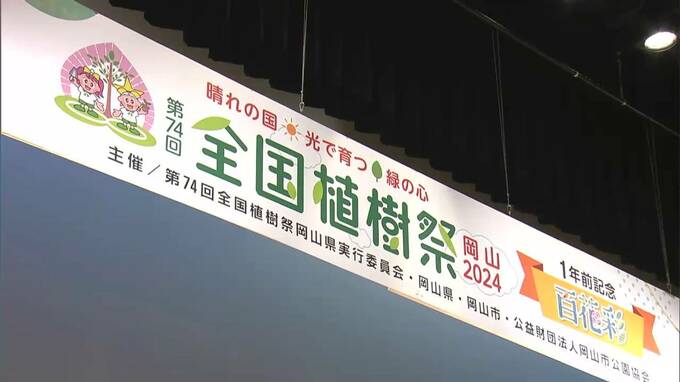 晴れの国 光で育つ 緑の心
第74回
全国植樹祭
岡山
2024
主催/第74回全国植樹祭岡山県実行委員会・岡山県・岡山市・公益財団法人岡山市公園協会
1年前記念
百花彩